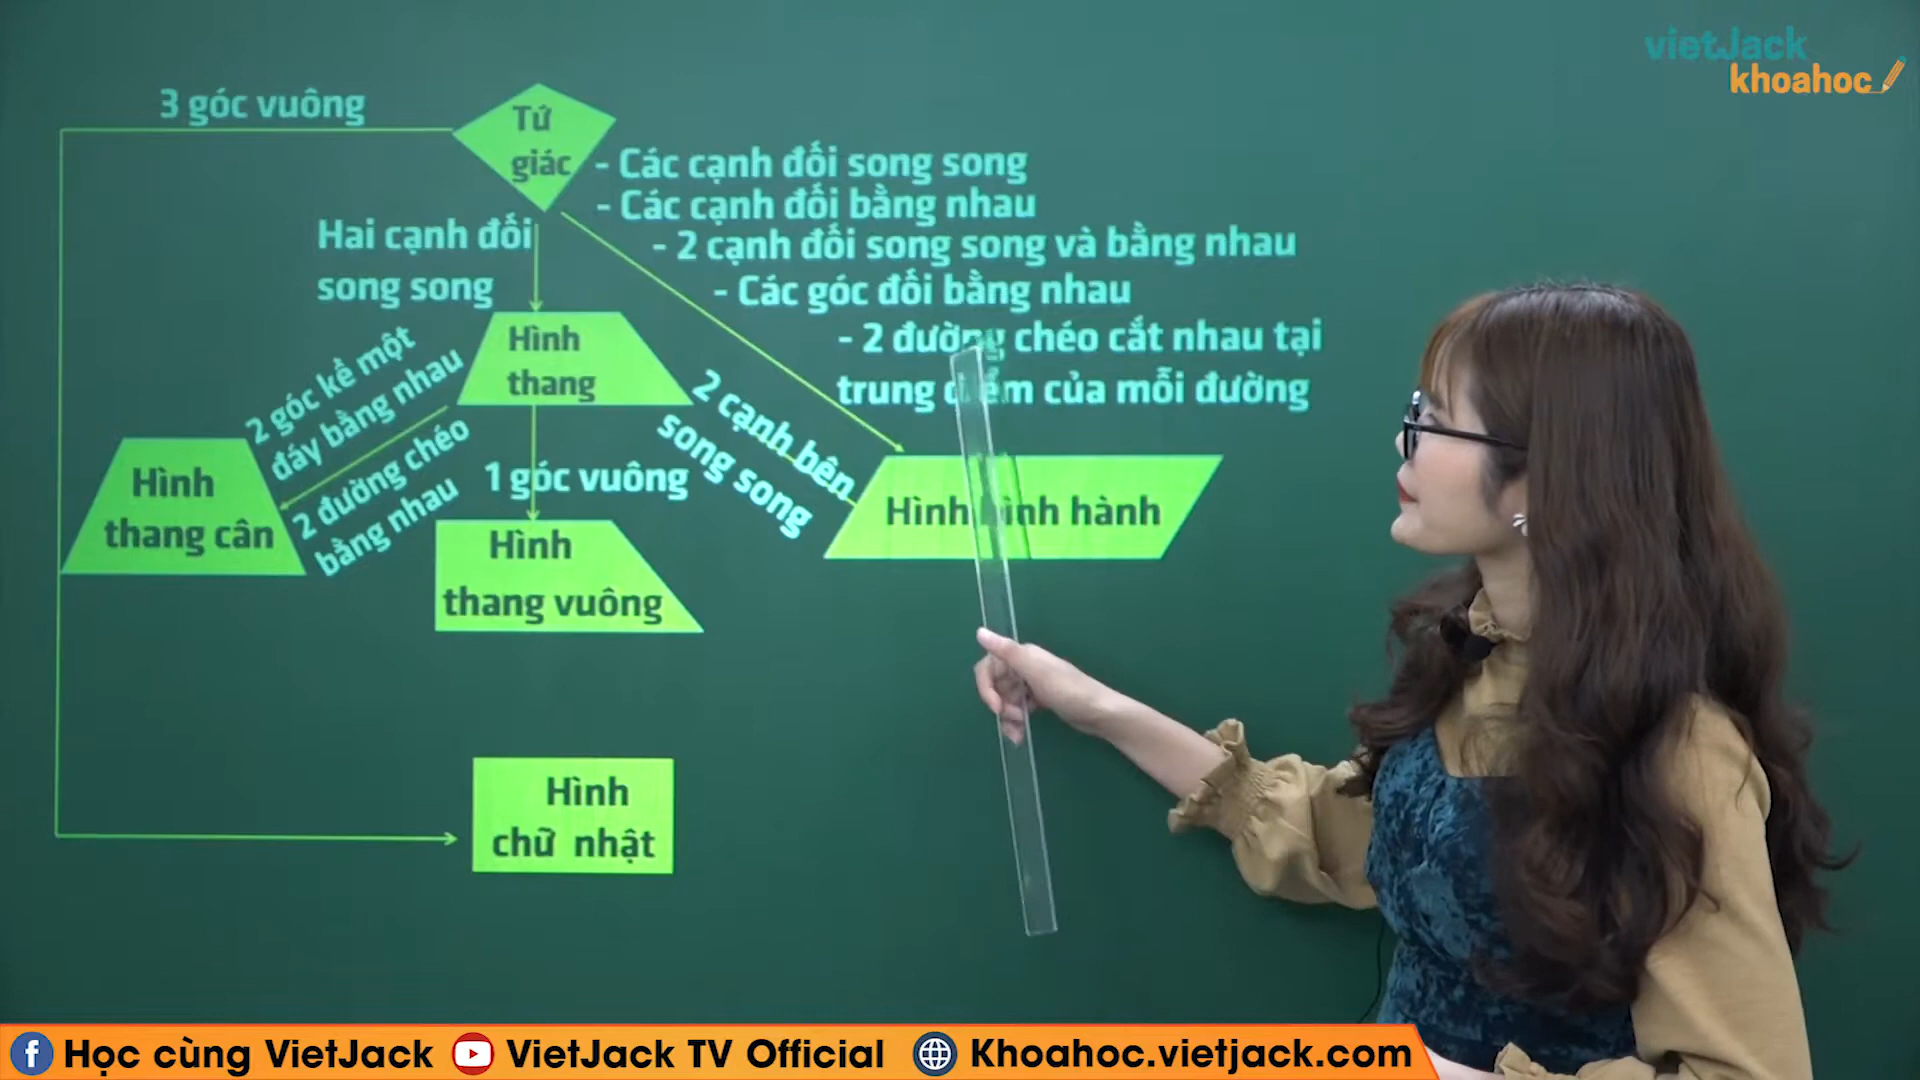 vietJack
khoahoc
3 góc vuông
Tứ
giác
- Các cạnh đối song song
- Các cạnh đối bằng nhau
- 2 cạnh đối song song và bằng nhau
- Các góc đối bằng nhau
- 2 đường chéo cắt nhau tại
trung điểm của mỗi đường
Hai cạnh đối
song song
Hình
thang
2 góc kề một
đáy bằng nhau
2 đường chéo
bằng nhau
1 góc vuông
2 cạnh bên
song song
Hình
thang cân
Hình
thang vuông
Hình bình hành
Hình
chữ nhật
Học cùng VietJack
VietJack TV Official
Khoahoc.vietjack.com